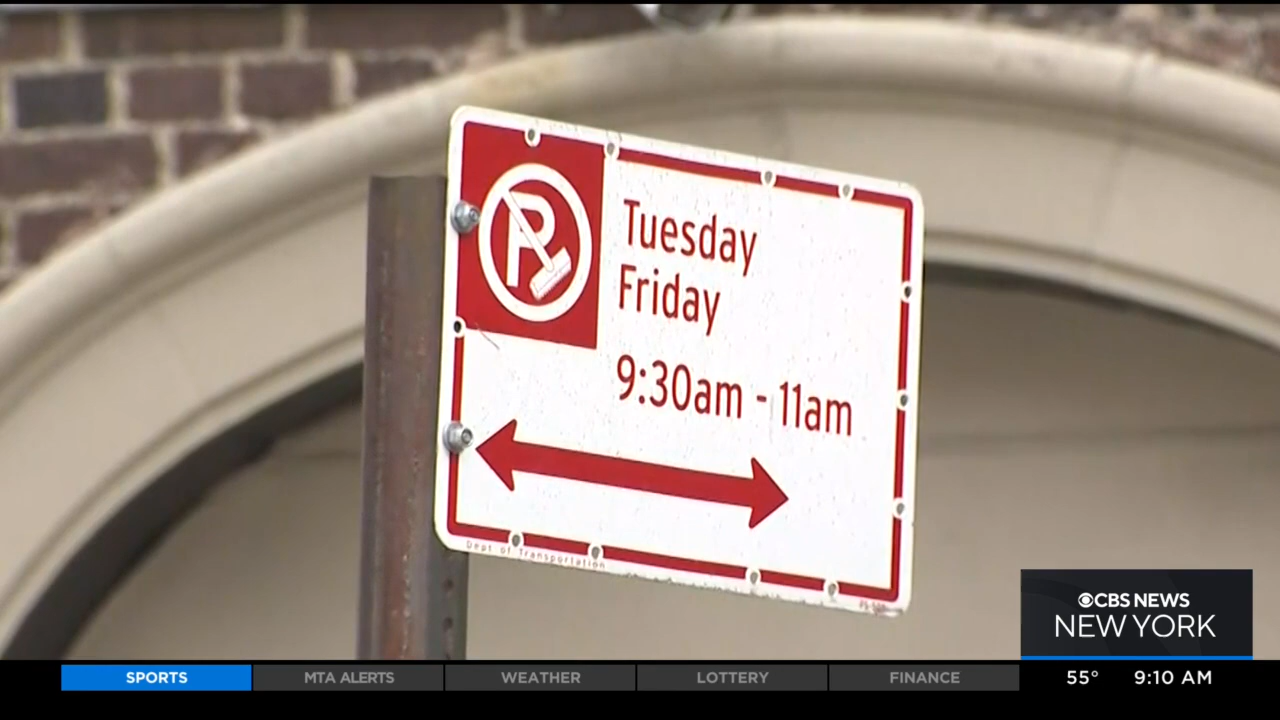 P
Tuesday
Friday
9:30am - 11am
Dept of Transportation
CBS NEWS
NEW YORK
SPORTS
MTA ALERTS
WEATHER
LOTTERY
FINANCE
55°
9:10 AM